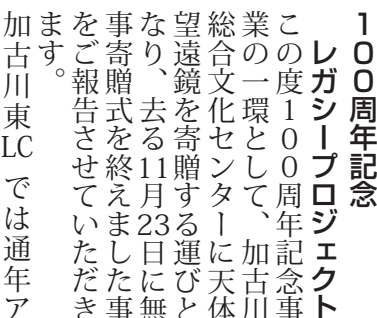 100周年記念
レガシープロジェクト
この度100周年記念事
業の一環として、加古川
総合文化センターに天体
望遠鏡を寄贈する運びと
なり、去る11月23日に無
事寄贈式を終えました事
をご報告させていただき
ます。
加古川東LC では通年ア